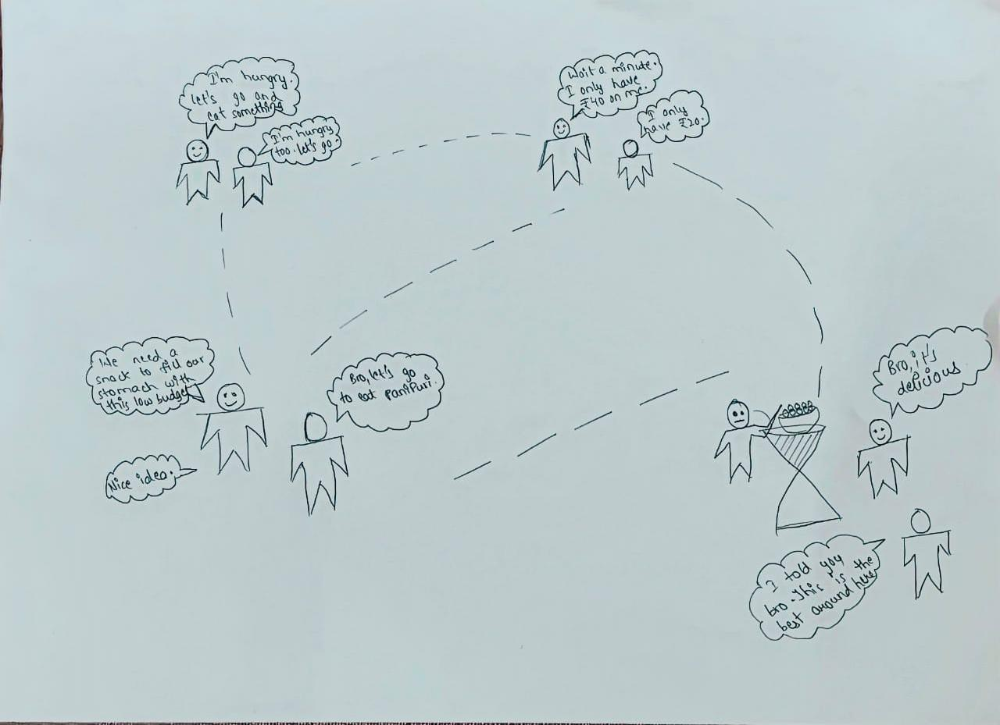 I'm hungry.
let's go and
eat something
I'm hungry
too. let's go.
Wait a minute.
I only have
₹40 on me.
I only
have ₹20.
We need a
snack to fill our
stomach with
this low budget
Bro, let's go
to eat panipuri.
Nice idea.
Bro, it's
delicious
I told you
bro. This is the
best around here